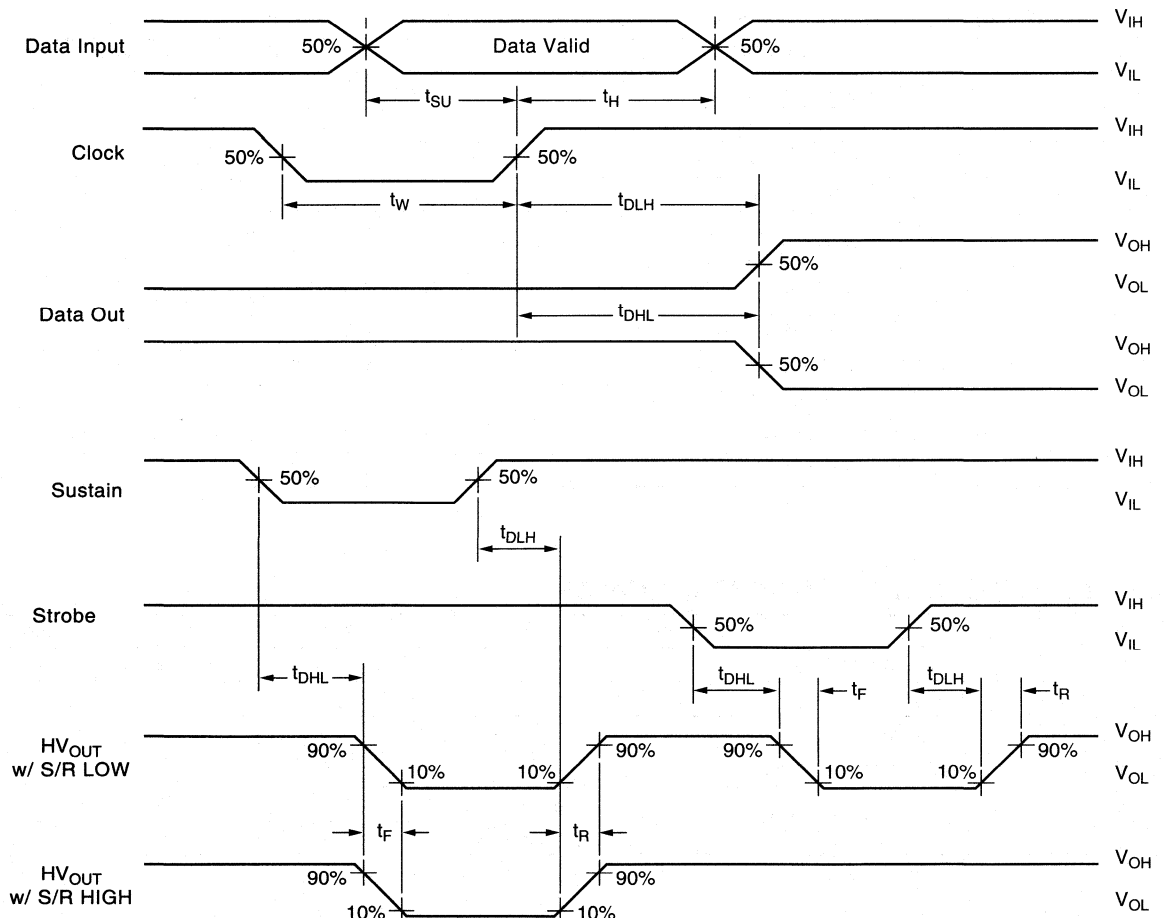 Data Input
50%
Data Valid
50%
V_IH
V_IL
t_SU
t_H
Clock
50%
50%
V_IH
V_IL
t_W
t_DLH
Data Out
50%
V_OH
V_OL
t_DHL
50%
V_OH
V_OL
Sustain
50%
50%
V_IH
V_IL
t_DLH
Strobe
50%
50%
V_IH
V_IL
t_DHL
t_DHL
t_F
t_DLH
t_R
HV_OUT
w/ S/R LOW
90%
10%
10%
90%
90%
10%
10%
90%
V_OH
V_OL
t_F
t_R
HV_OUT
w/ S/R HIGH
90%
10%
10%
90%
V_OH
V_OL